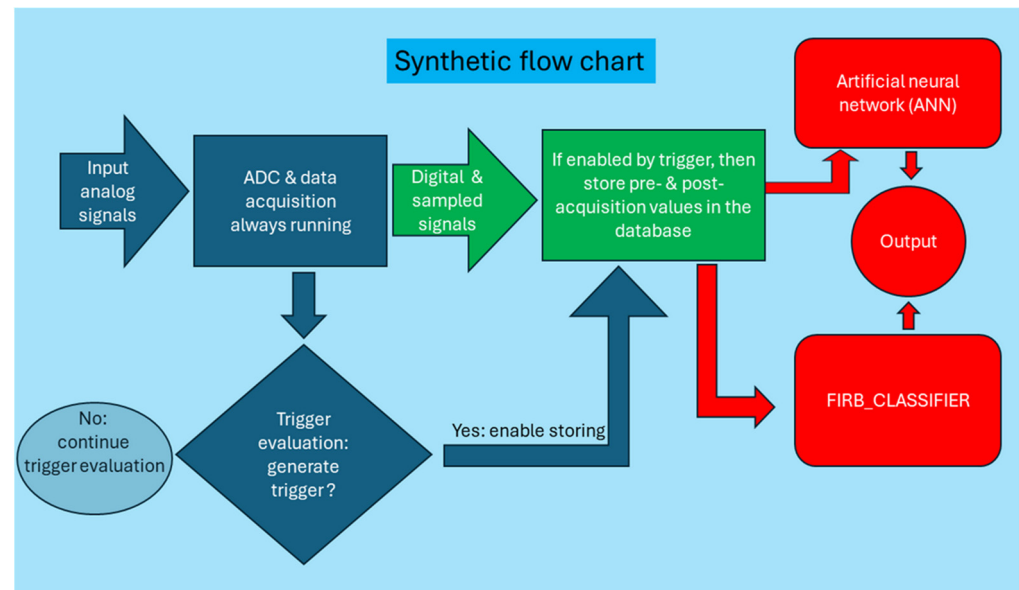 Synthetic flow chart
Input
analog
signals
ADC & data
acquisition
always running
Digital &
sampled
signals
If enabled by trigger, then
store pre- & post-
acquisition values in the
database
Artificial neural
network (ANN)
Output
FIRB_CLASSIFIER
Trigger
evaluation:
generate
trigger?
No:
continue
trigger evaluation
Yes: enable storing